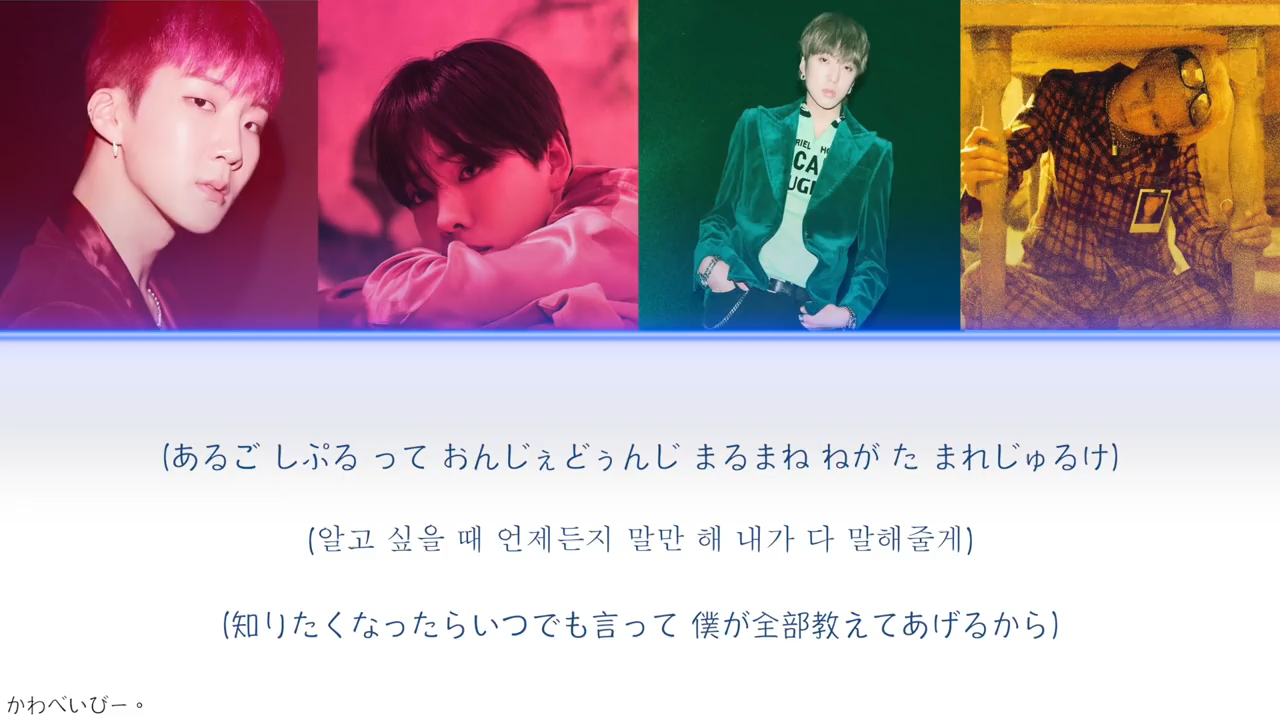 RIEL HO
CA
UGI
(あるご しぷる って おんじぇどぅんじ まるまね ねが た まれじゅるけ)
(알고 싶을 때 언제든지 말만 해 내가 다 말해줄게)
(知りたくなったらいつでも言って 僕が全部教えてあげるから)
かわべいびー。